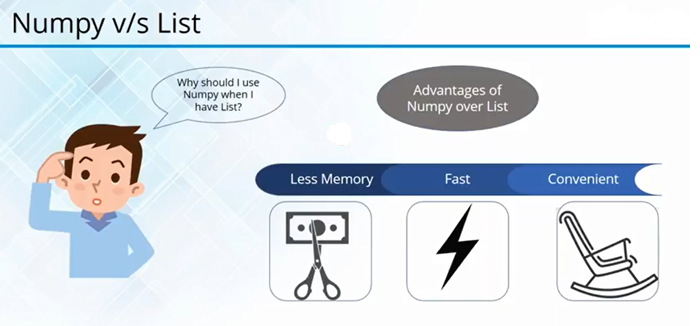 Numpy v/s List
Why should I use
Numpy when I
have List?
Advantages of
Numpy over List
Less Memory
Fast
Convenient